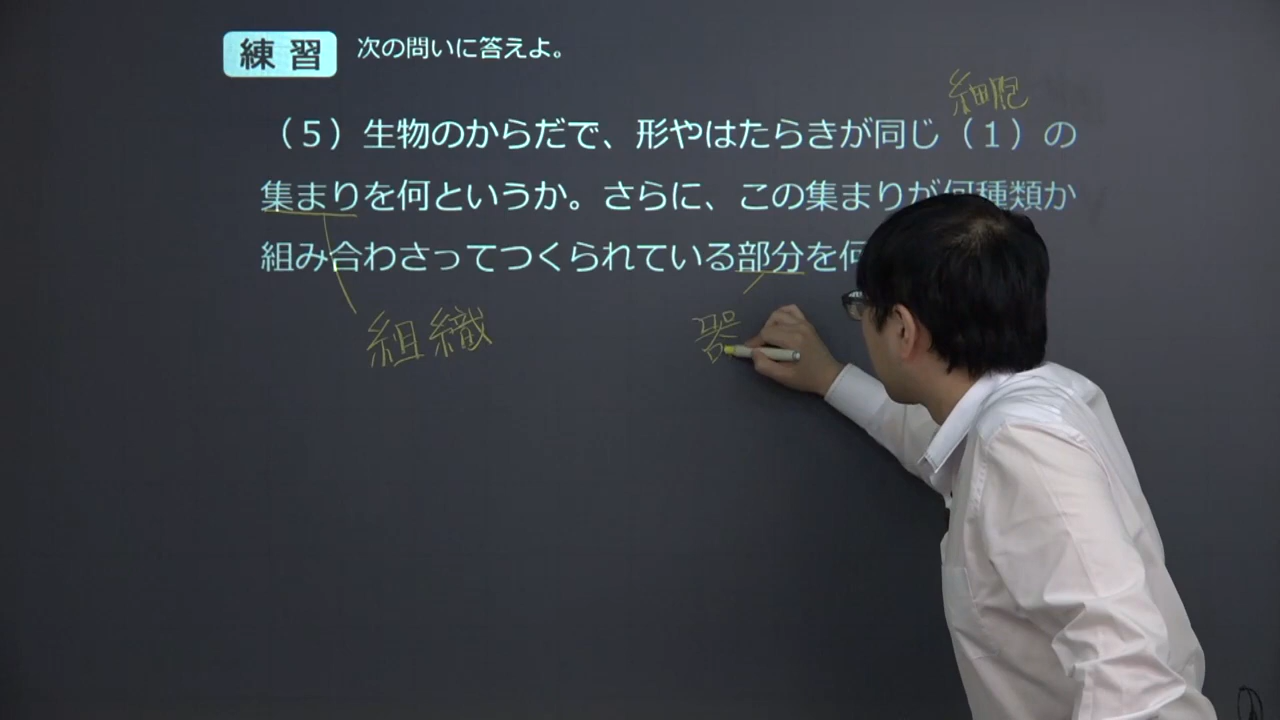 練習 次の問いに答えよ。
細胞
(5)生物のからだで、形やはたらきが同じ(1)の
集まりを何というか。さらに、この集まりが何種類か
組み合わさってつくられている部分を何
組織 器